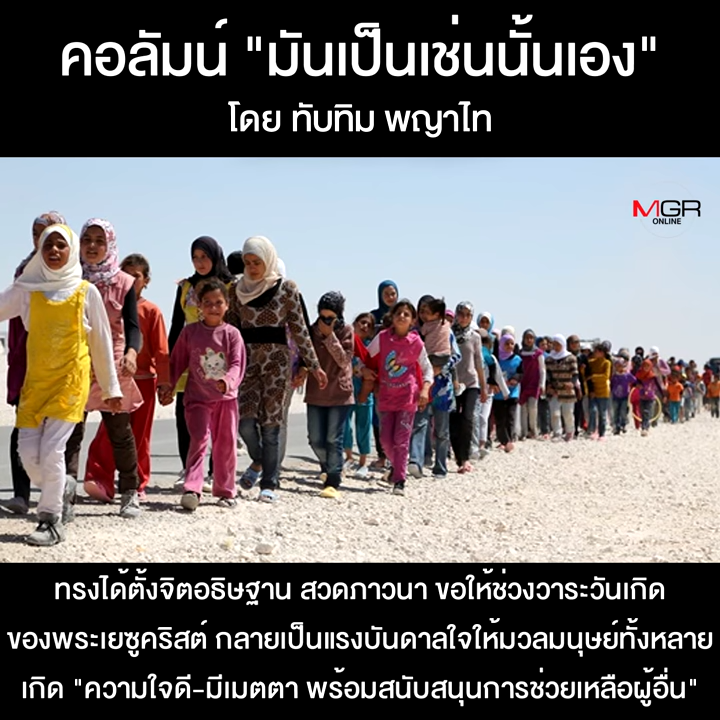 คอลัมน์ "มันเป็นเช่นนั้นเอง"
โดย ทับทิม พญาไท
MGR
ONLINE
ทรงได้ตั้งจิตอธิษฐาน สวดภาวนา ขอให้ช่วงวาระวันเกิด
ของพระเยซูคริสต์ กลายเป็นแรงบันดาลใจให้มวลมนุษย์ทั้งหลาย
เกิด "ความใจดี-มีเมตตา พร้อมสนับสนุนการช่วยเหลือผู้อื่น"